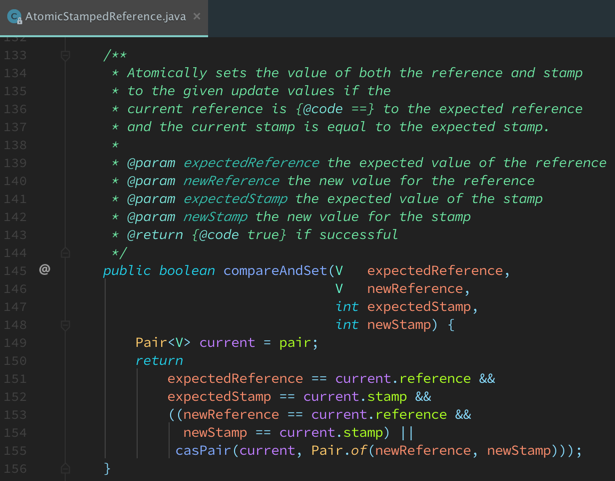 AtomicStampedReference.java ×
132
133 /**
134 * Atomically sets the value of both the reference and stamp
135 * to the given update values if the
136 * current reference is {@code ==} to the expected reference
137 * and the current stamp is equal to the expected stamp.
138 *
139 * @param expectedReference the expected value of the reference
140 * @param newReference the new value for the reference
141 * @param expectedStamp the expected value of the stamp
142 * @param newStamp the new value for the stamp
143 * @return {@code true} if successful
144 */
145 @ public boolean compareAndSet(V   expectedReference,
146 V   newReference,
147 int expectedStamp,
148 int newStamp) {
149 Pair<V> current = pair;
150 return
151 expectedReference == current.reference &&
152 expectedStamp == current.stamp &&
153 ((newReference == current.reference &&
154 newStamp == current.stamp) ||
155 casPair(current, Pair.of(newReference, newStamp)));
156 }